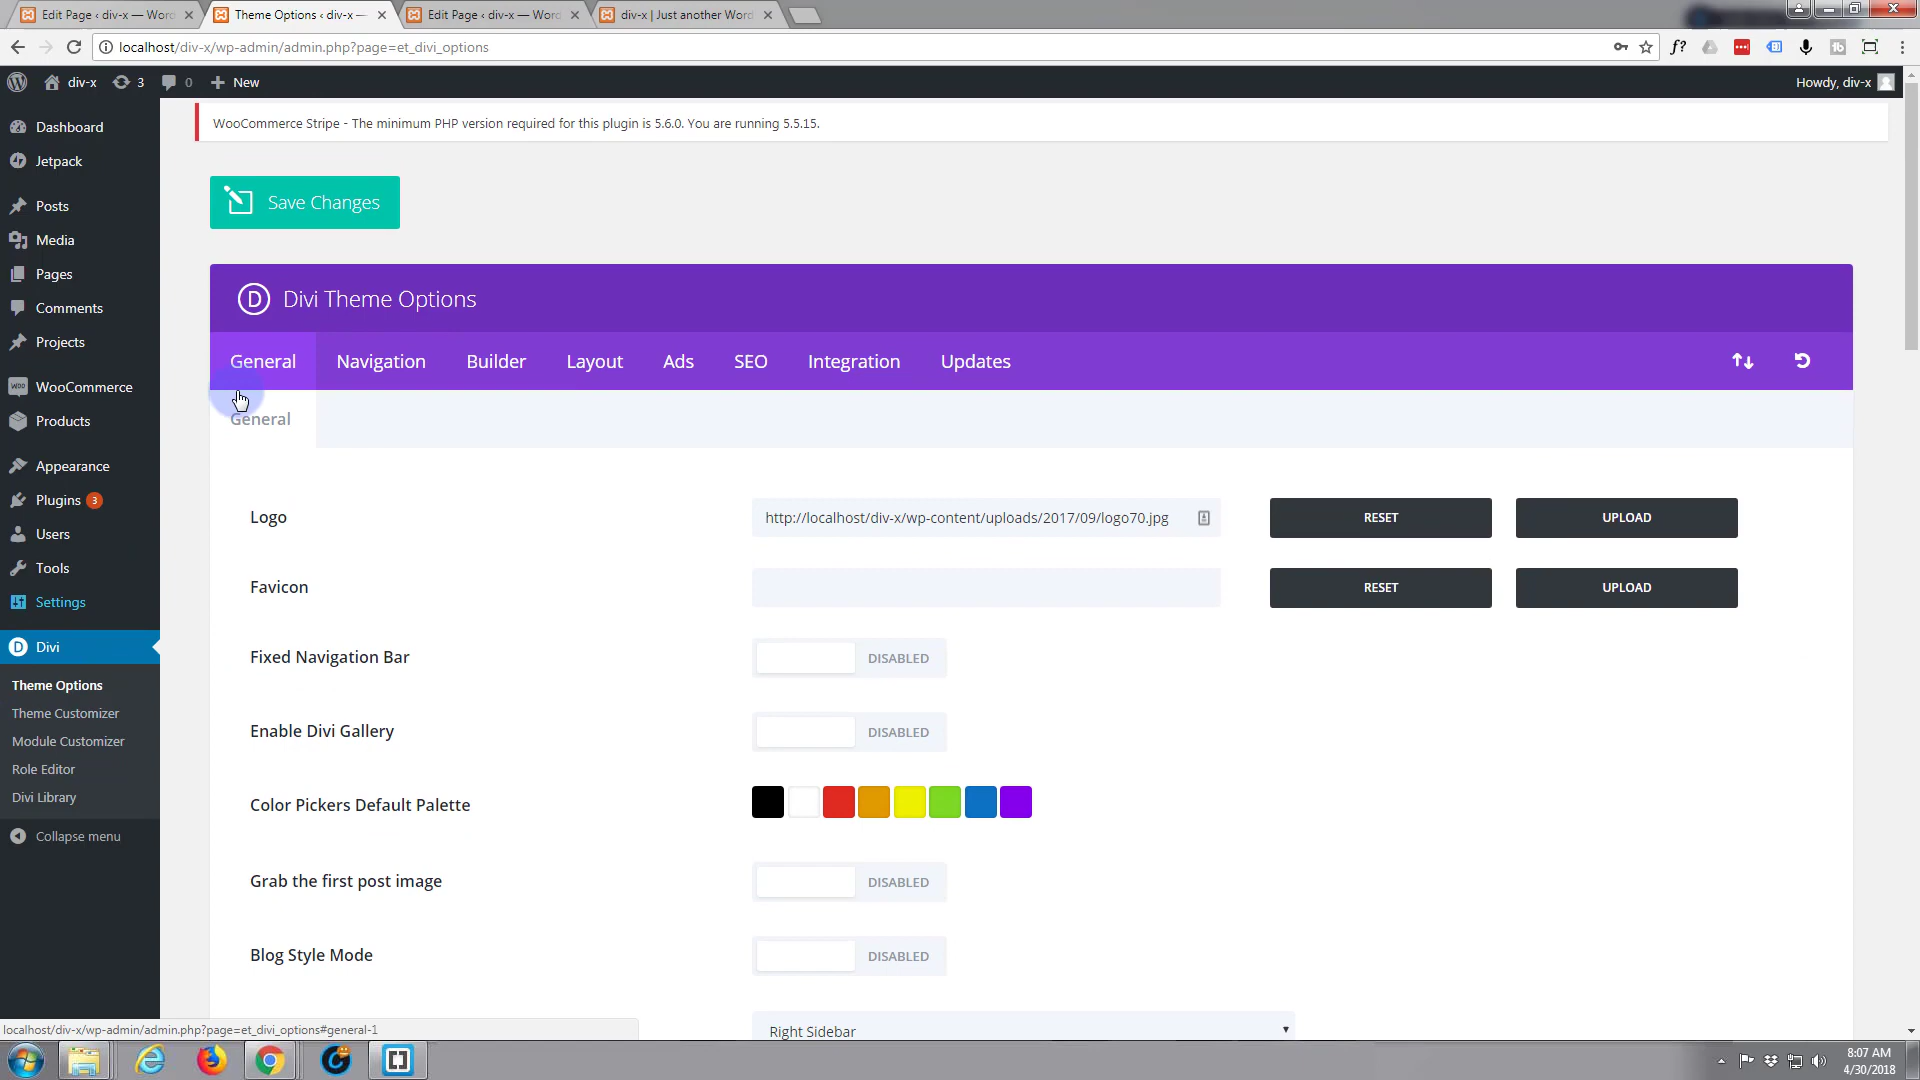 Edit Page ‹ div-x — Word
Theme Options ‹ div-x —
Edit Page ‹ div-x — Word
div-x | Just another Word
localhost/div-x/wp-admin/admin.php?page=et_divi_options
f?
div-x
3
0
New
Howdy, div-x
Dashboard
Jetpack
Posts
Media
Pages
Comments
Projects
WooCommerce
Products
Appearance
Plugins 3
Users
Tools
Settings
Divi
Theme Options
Theme Customizer
Module Customizer
Role Editor
Divi Library
Collapse menu
WooCommerce Stripe - The minimum PHP version required for this plugin is 5.6.0. You are running 5.5.15.
Save Changes
D Divi Theme Options
General Navigation Builder Layout Ads SEO Integration Updates
General
Logo http://localhost/div-x/wp-content/uploads/2017/09/logo70.jpg RESET UPLOAD
Favicon RESET UPLOAD
Fixed Navigation Bar DISABLED
Enable Divi Gallery DISABLED
Color Pickers Default Palette
Grab the first post image DISABLED
Blog Style Mode DISABLED
Right Sidebar
localhost/div-x/wp-admin/admin.php?page=et_divi_options#general-1
8:07 AM
4/30/2018